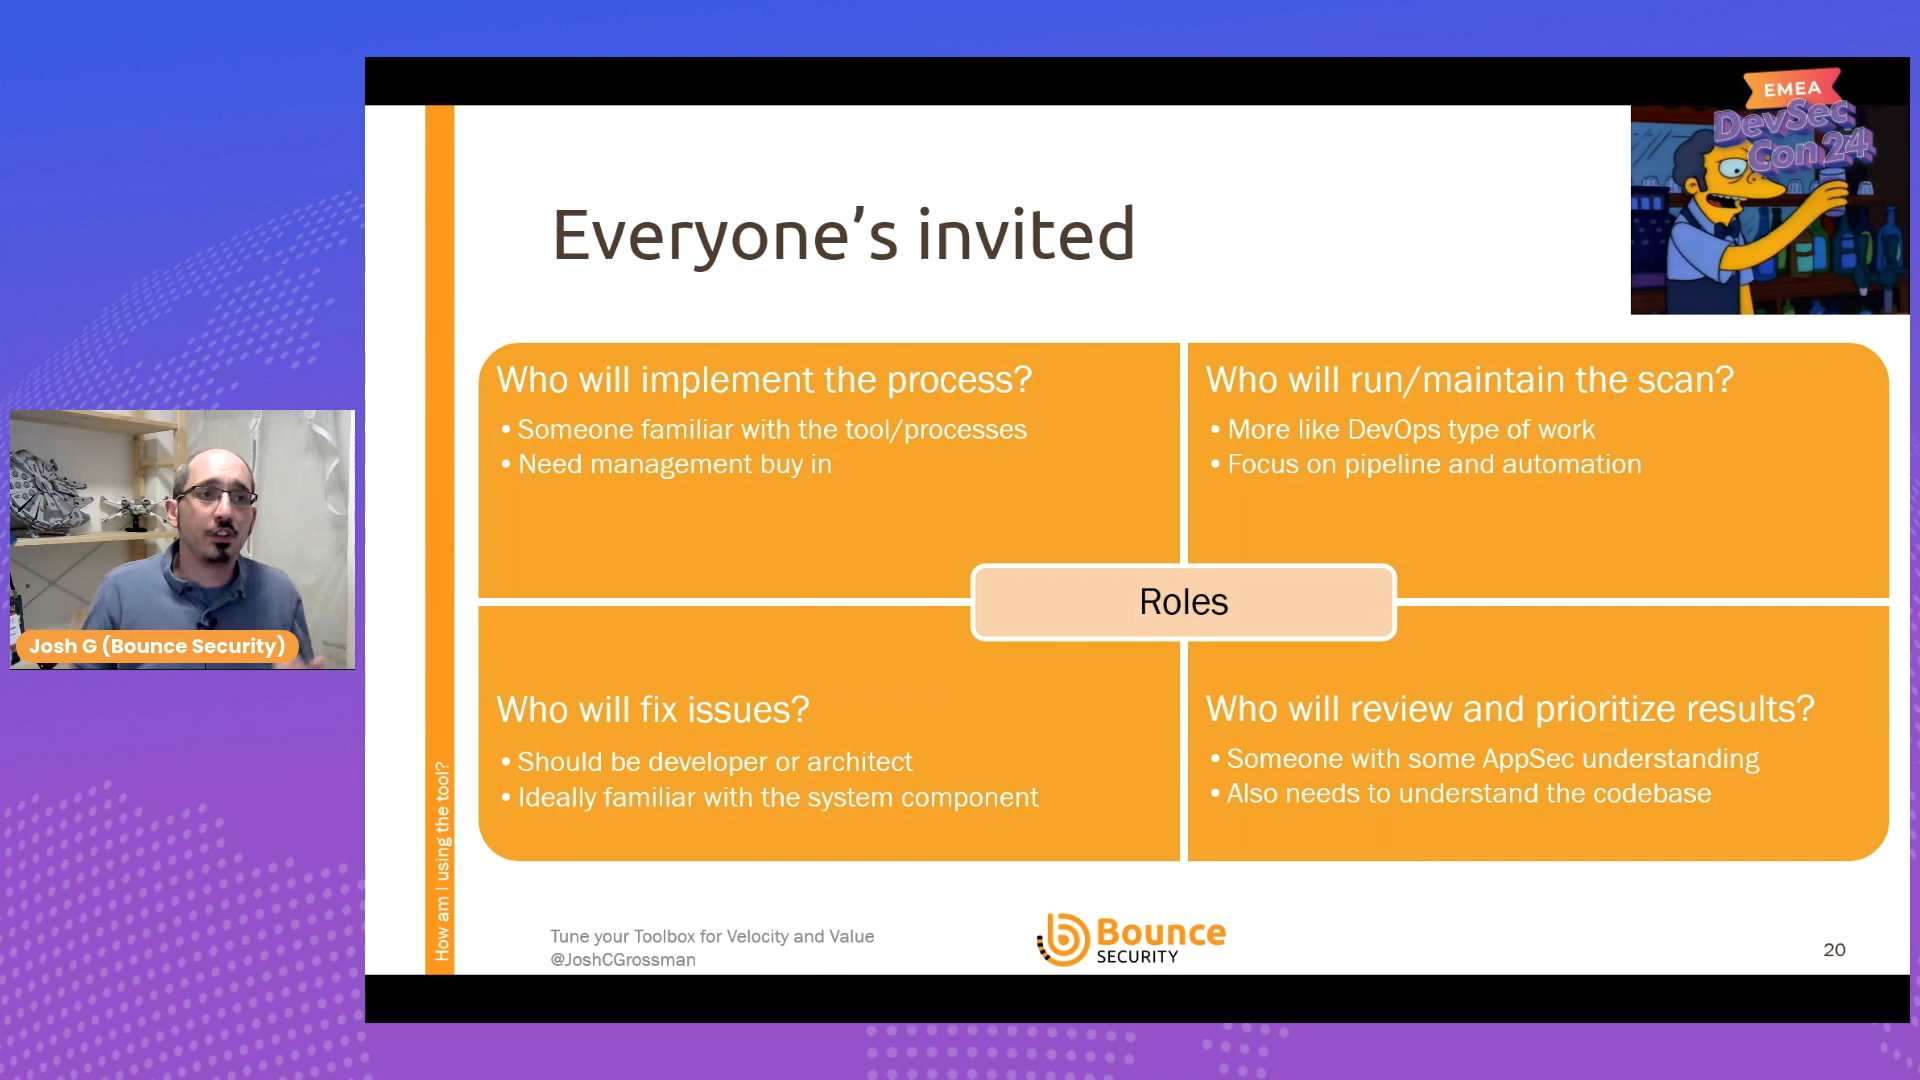 EMEA
DevSec
Con 24
Everyone’s invited
Who will implement the process?
• Someone familiar with the tool/processes
• Need management buy in
Who will run/maintain the scan?
• More like DevOps type of work
• Focus on pipeline and automation
Roles
Who will fix issues?
• Should be developer or architect
• Ideally familiar with the system component
Who will review and prioritize results?
• Someone with some AppSec understanding
• Also needs to understand the codebase
How am I using the tool?
Josh G (Bounce Security)
Tune your Toolbox for Velocity and Value
@JoshCGrossman
Bounce
SECURITY
20